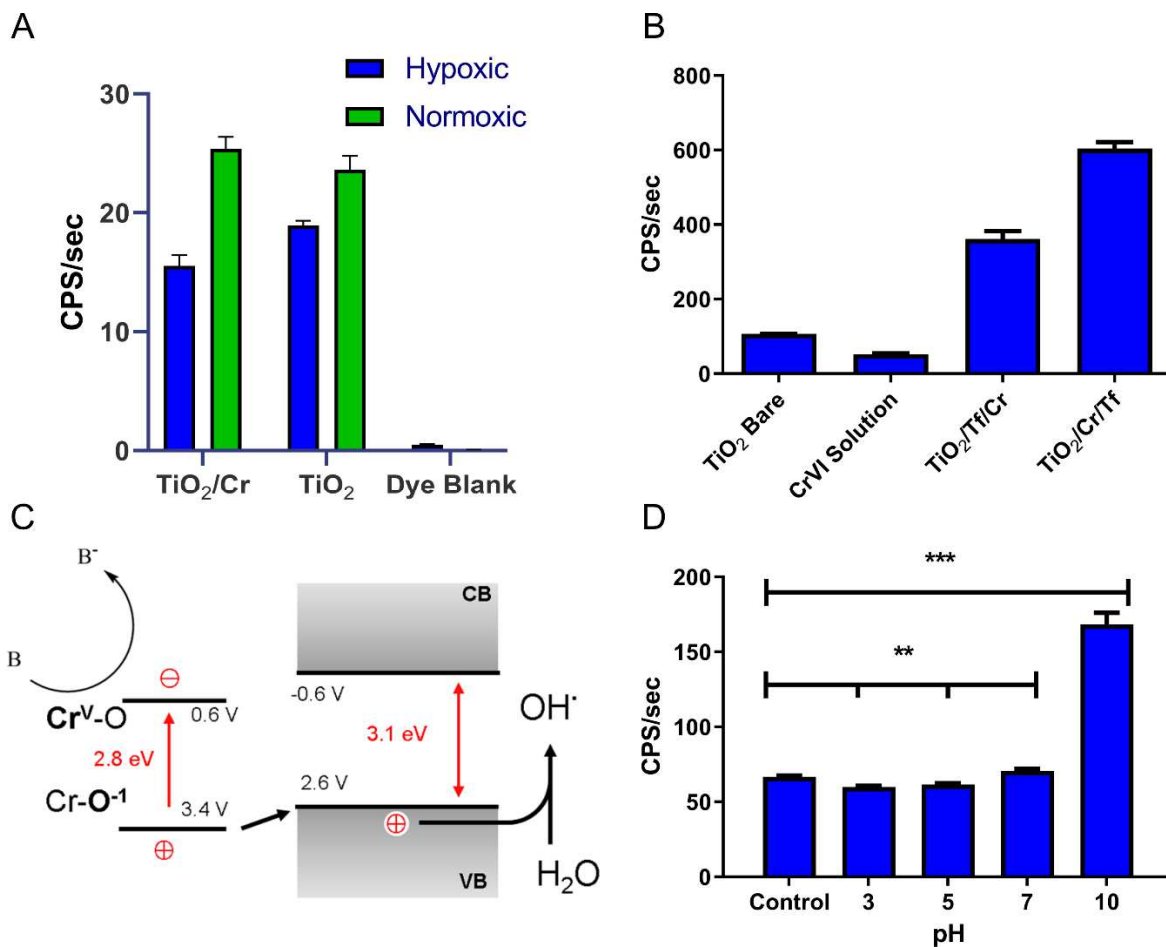 A
Hypoxic
Normoxic
CPS/sec
30
20
10
0
TiO₂/Cr
TiO₂
Dye Blank
B
CPS/sec
800
600
400
200
0
TiO₂ Bare
CrVI Solution
TiO₂/Tf/Cr
TiO₂/Cr/Tf
C
B⁻
B
Crⱽ-O
0.6 V
2.8 eV
Cr-O⁻¹
3.4 V
CB
-0.6 V
3.1 eV
2.6 V
VB
OH·
H₂O
D
***
**
CPS/sec
200
150
100
50
0
Control
3
5
7
10
pH